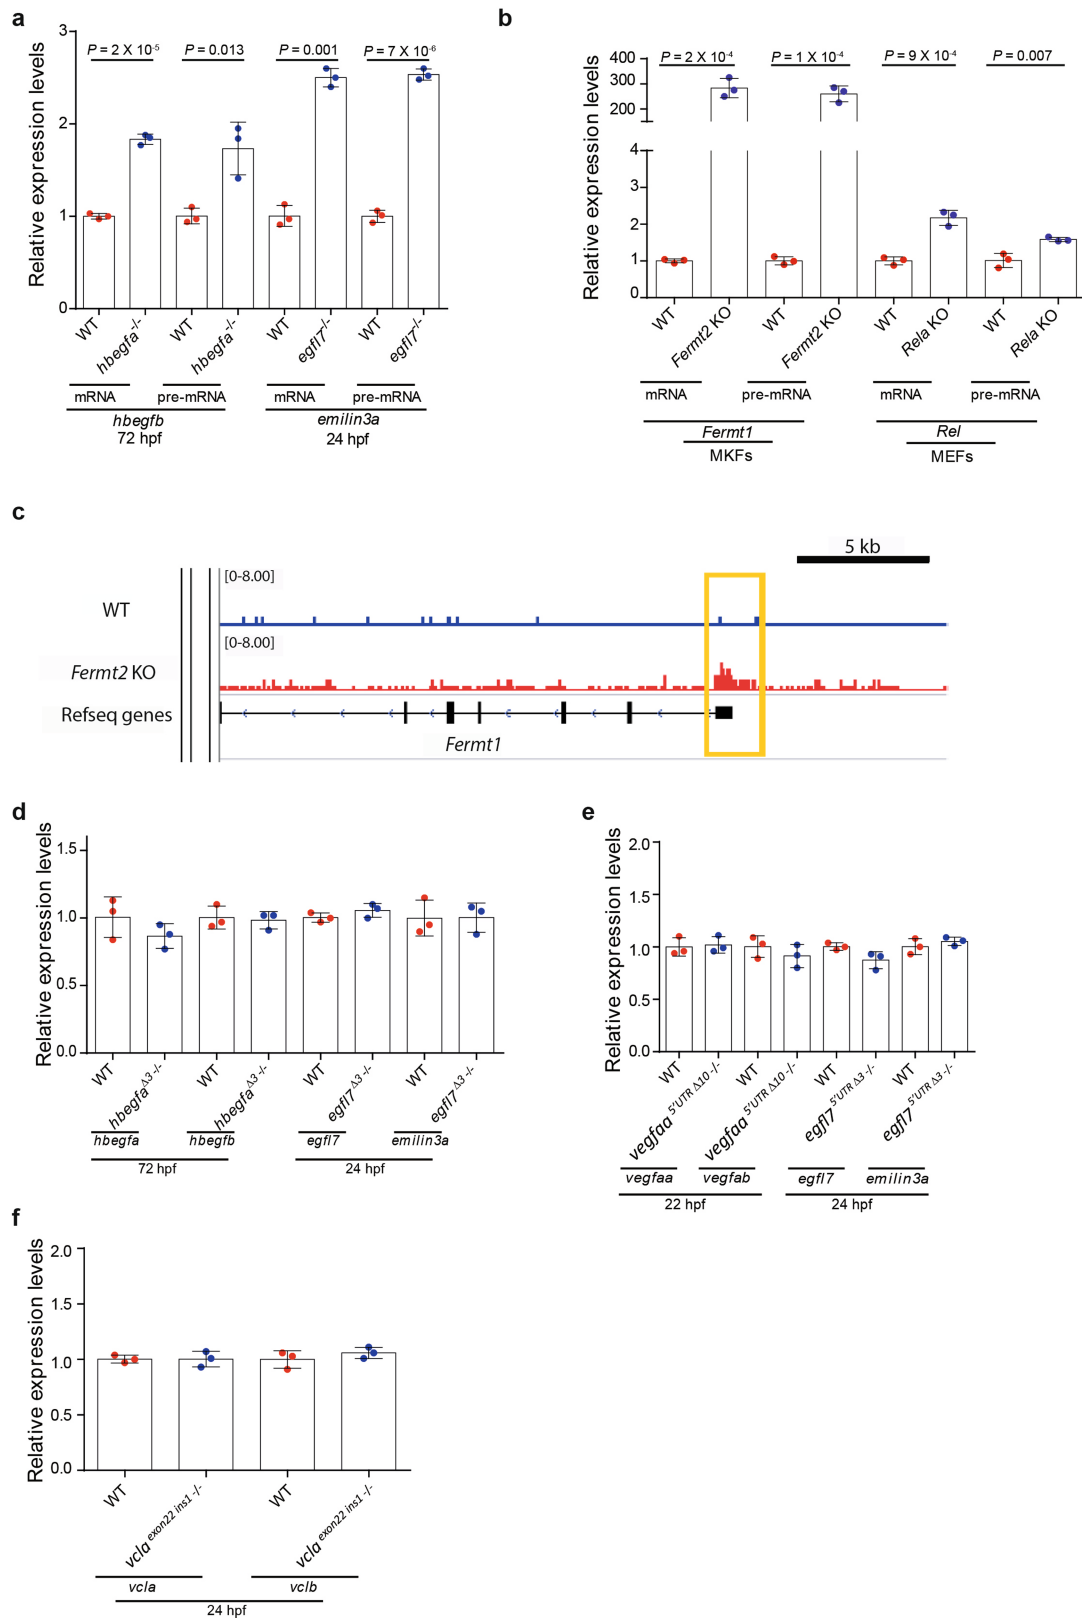 a
Relative expression levels
3
2
1
0
P = 2 X 10-5
P = 0.013
P = 0.001
P = 7 X 10-6
WT
hbegfa-/-
WT
hbegfa-/-
WT
egfl7-/-
WT
egfl7-/-
mRNA
pre-mRNA
mRNA
pre-mRNA
hbegfb
emilin3a
72 hpf
24 hpf
b
Relative expression levels
400
300
200
4
3
2
1
0
P = 2 X 10-4
P = 1 X 10-4
P = 9 X 10-4
P = 0.007
WT
Fermt2 KO
WT
Fermt2 KO
WT
Rela KO
WT
Rela KO
mRNA
pre-mRNA
mRNA
pre-mRNA
Fermt1
Rel
MKFs
MEFs
c
5 kb
[0-8.00]
WT
[0-8.00]
Fermt2 KO
Refseq genes
Fermt1
d
Relative expression levels
1.5
1.0
0.5
0.0
WT
hbegfaΔ3 -/-
WT
hbegfaΔ3 -/-
WT
egfl7Δ3 -/-
WT
egfl7Δ3 -/-
hbegfa
hbegfb
egfl7
emilin3a
72 hpf
24 hpf
e
Relative expression levels
2.0
1.5
1.0
0.5
0.0
WT
vegfaa5'UTR Δ10 -/-
WT
vegfaa5'UTR Δ10 -/-
WT
egfl75'UTR Δ3 -/-
WT
egfl75'UTR Δ3 -/-
vegfaa
vegfab
egfl7
emilin3a
22 hpf
24 hpf
f
Relative expression levels
2.0
1.5
1.0
0.5
0.0
WT
vclaexon22 ins1 -/-
WT
vclaexon22 ins1 -/-
vcla
vclb
24 hpf